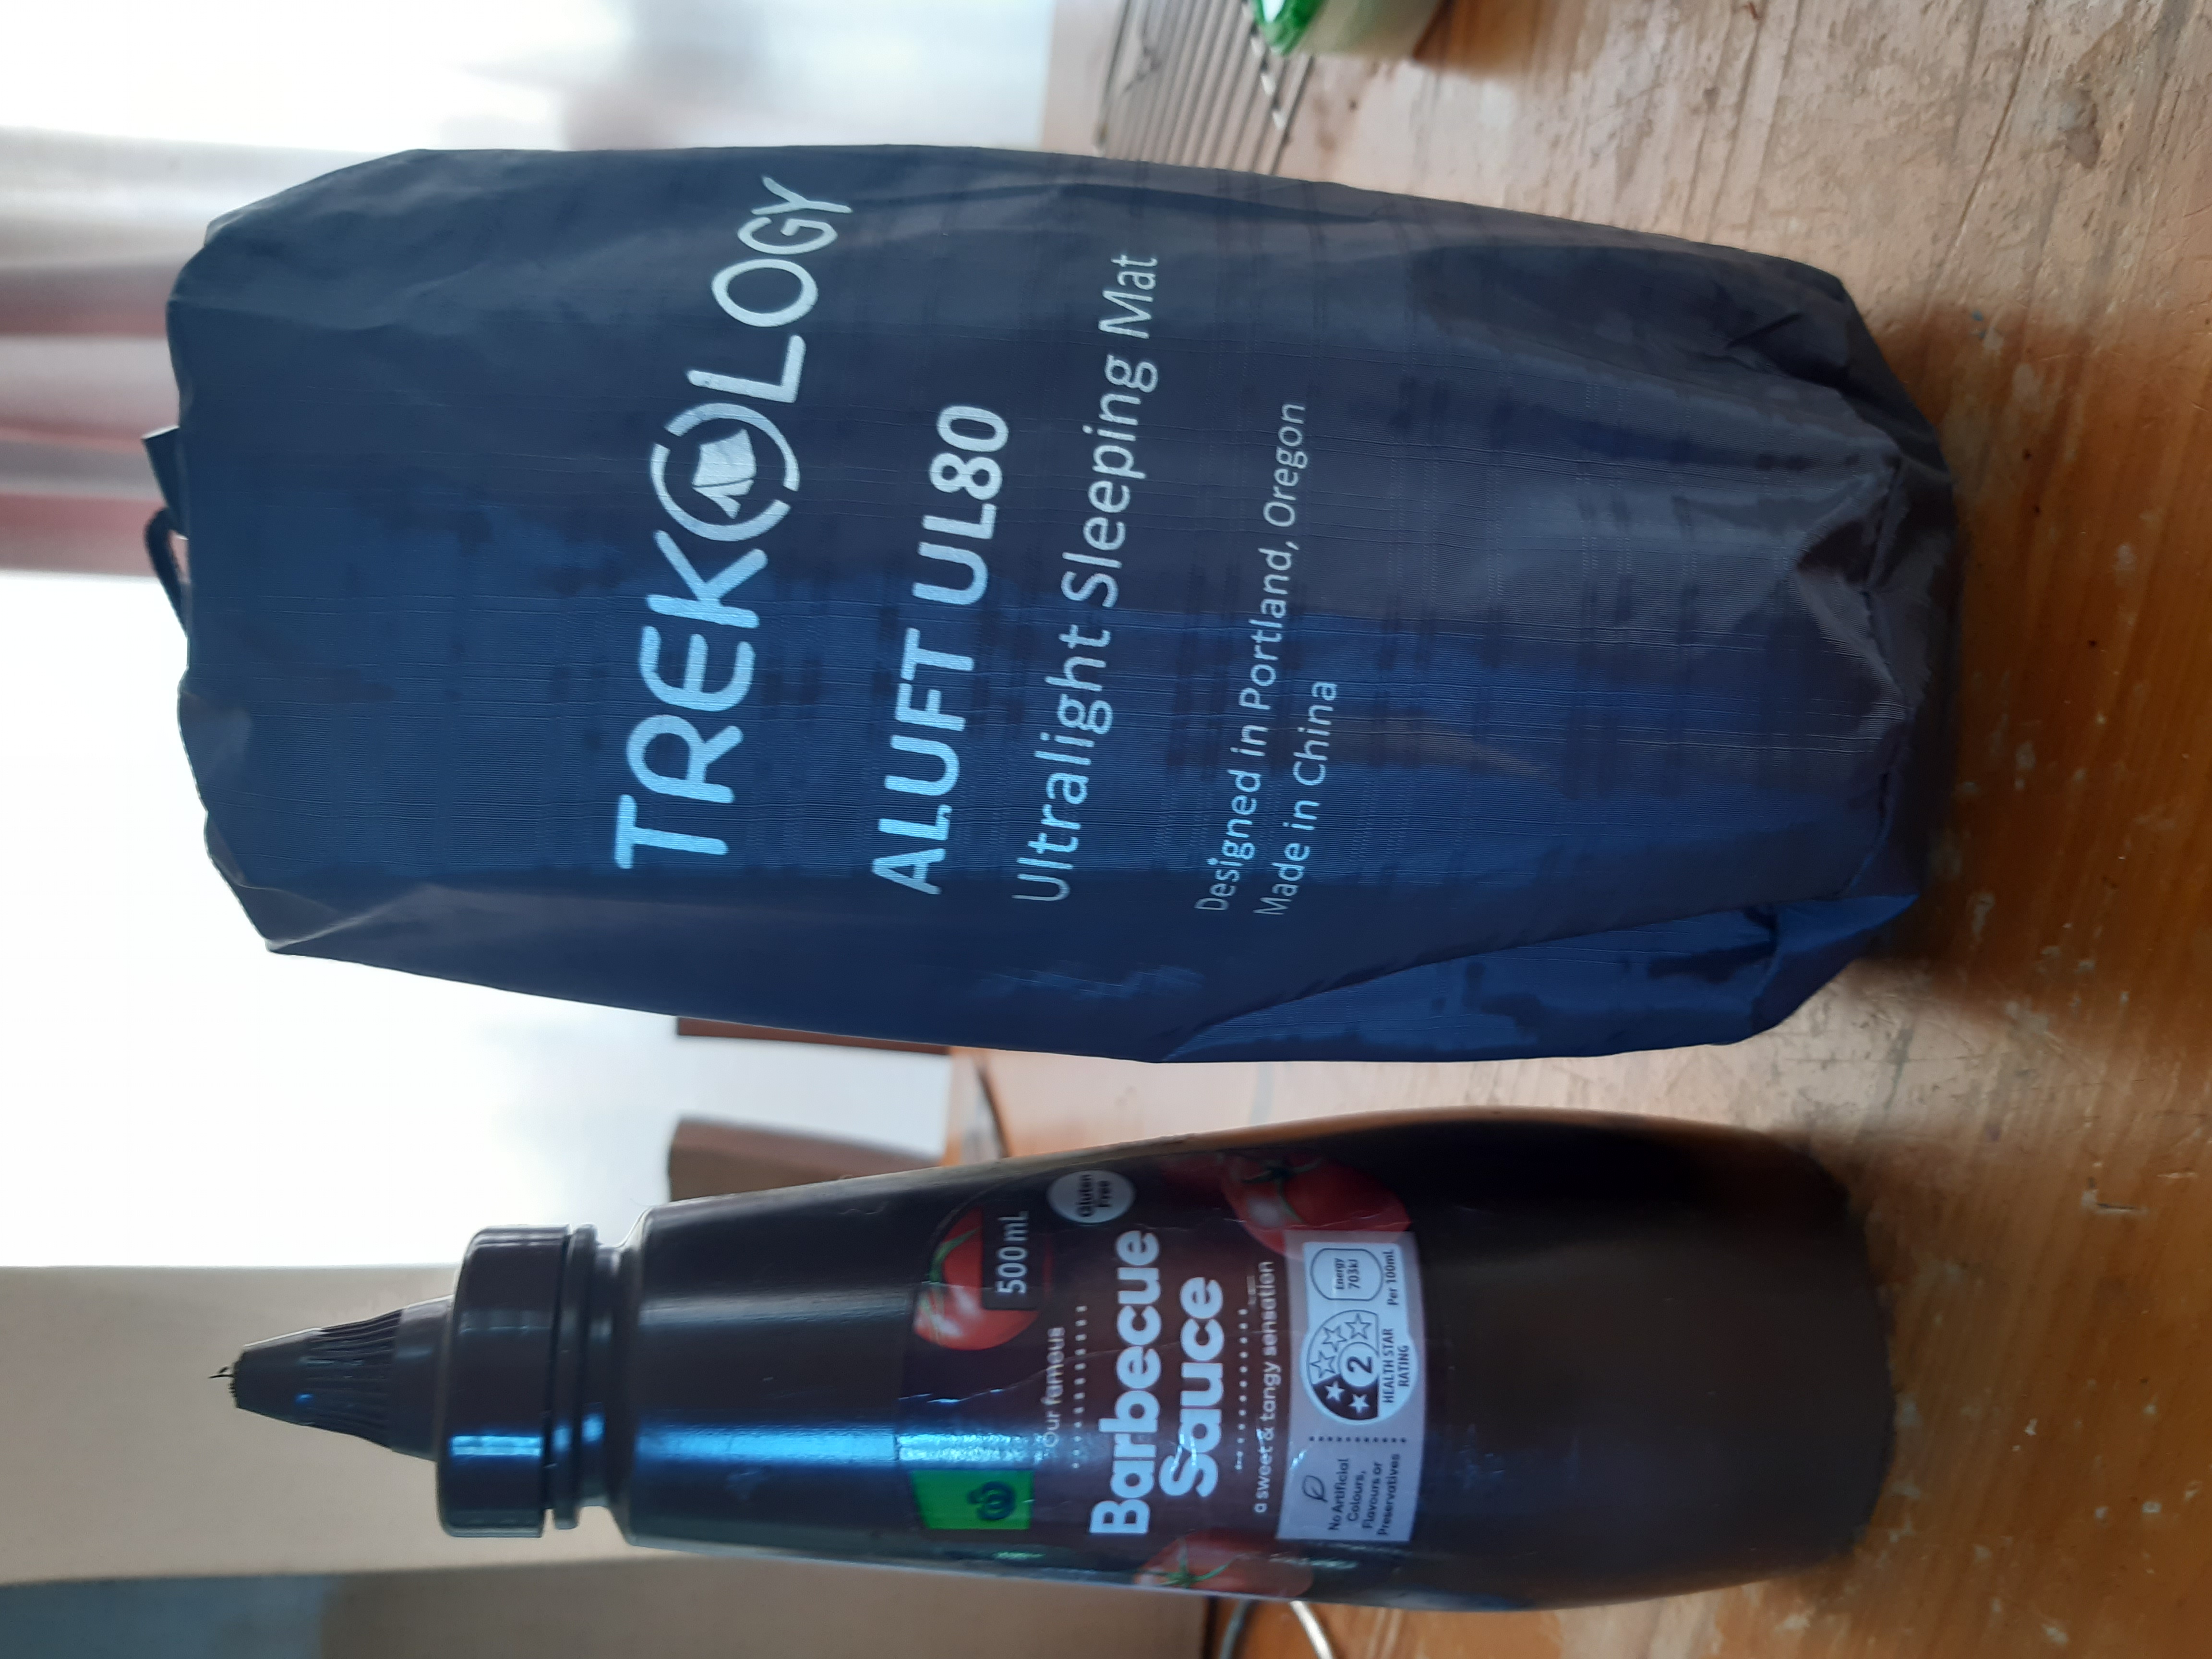 TREKOLOGY
ALUFT UL80
Ultralight Sleeping Mat
Designed in Portland, Oregon
Made in China
500mL
Our famous
Gluten
Free
Barbecue
Sauce
a sweet & tangy sensation
No Artificial
Colours,
Flavours or
Preservatives
2
HEALTH STAR
RATING
Energy
703kJ
Per 100mL